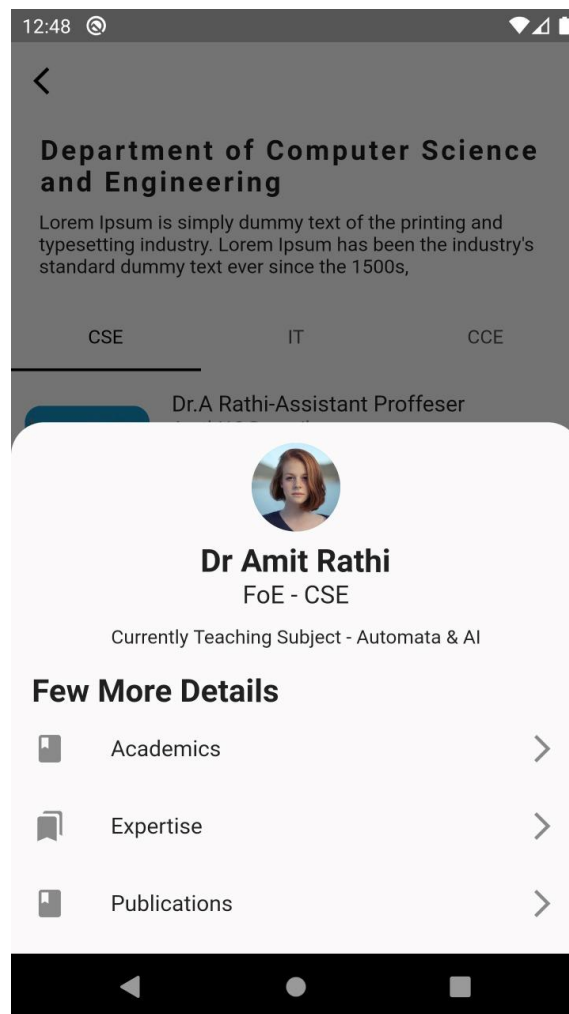 12:48
Department of Computer Science
and Engineering
Lorem Ipsum is simply dummy text of the printing and
typesetting industry. Lorem Ipsum has been the industry's
standard dummy text ever since the 1500s,
CSE IT CCE
Dr.A Rathi-Assistant Proffeser
Dr Amit Rathi
FoE - CSE
Currently Teaching Subject - Automata & AI
Few More Details
Academics
Expertise
Publications